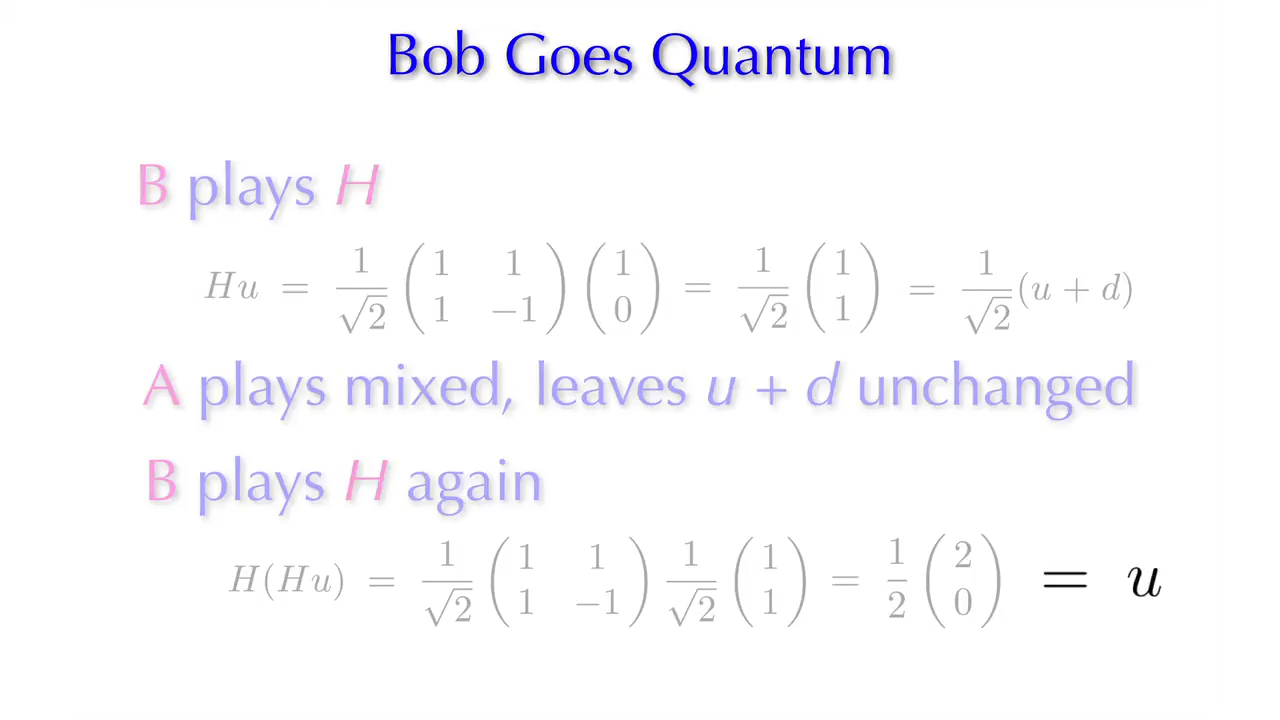 Bob Goes Quantum
B plays H
Hu = 1/√2 (1 1; 1 −1) (1; 0) = 1/√2 (1; 1) = 1/√2 (u + d)
A plays mixed, leaves u + d unchanged
B plays H again
H(Hu) = 1/√2 (1 1; 1 −1) 1/√2 (1; 1) = 1/2 (2; 0) = u